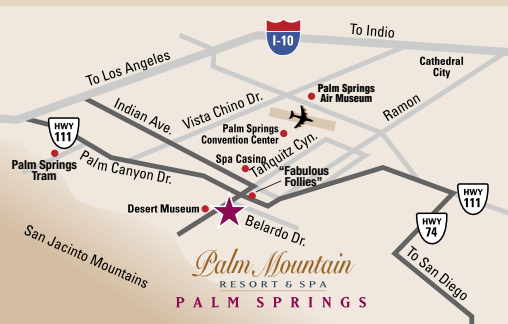 I-10
To Indio
To Los Angeles
Cathedral
City
Palm Springs
Air Museum
Indian Ave.
Vista Chino Dr.
Ramon
HWY
111
Palm Springs
Convention Center
Palm Springs
Tram
Palm Canyon Dr.
Spa Casino
Tahquitz Cyn.
"Fabulous
Follies"
Desert Museum
HWY
111
HWY
74
Belardo Dr.
San Jacinto Mountains
To San Diego
Palm Mountain
RESORT & SPA
PALM SPRINGS